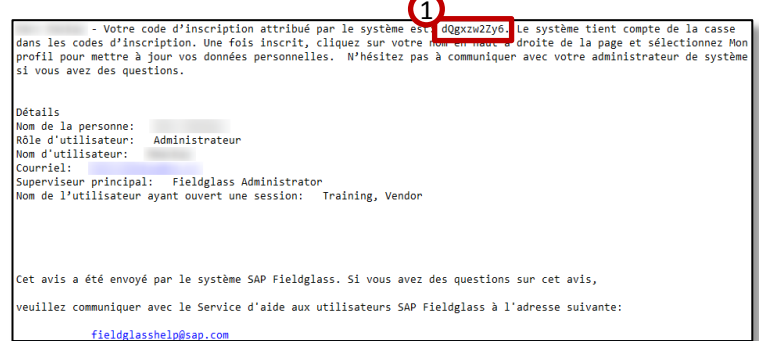 1
- Votre code d’inscription attribué par le système est: dQgxzw2Zy6. Le système tient compte de la casse
dans les codes d’inscription. Une fois inscrit, cliquez sur votre nom en haut à droite de la page et sélectionnez Mon
profil pour mettre à jour vos données personnelles. N’hésitez pas à communiquer avec votre administrateur de système
si vous avez des questions.
Détails
Nom de la personne:
Rôle d'utilisateur: Administrateur
Nom d'utilisateur:
Courriel:
Superviseur principal: Fieldglass Administrator
Nom de l’utilisateur ayant ouvert une session: Training, Vendor
Cet avis a été envoyé par le système SAP Fieldglass. Si vous avez des questions sur cet avis,
veuillez communiquer avec le Service d'aide aux utilisateurs SAP Fieldglass à l'adresse suivante:
fieldglasshelp@sap.com